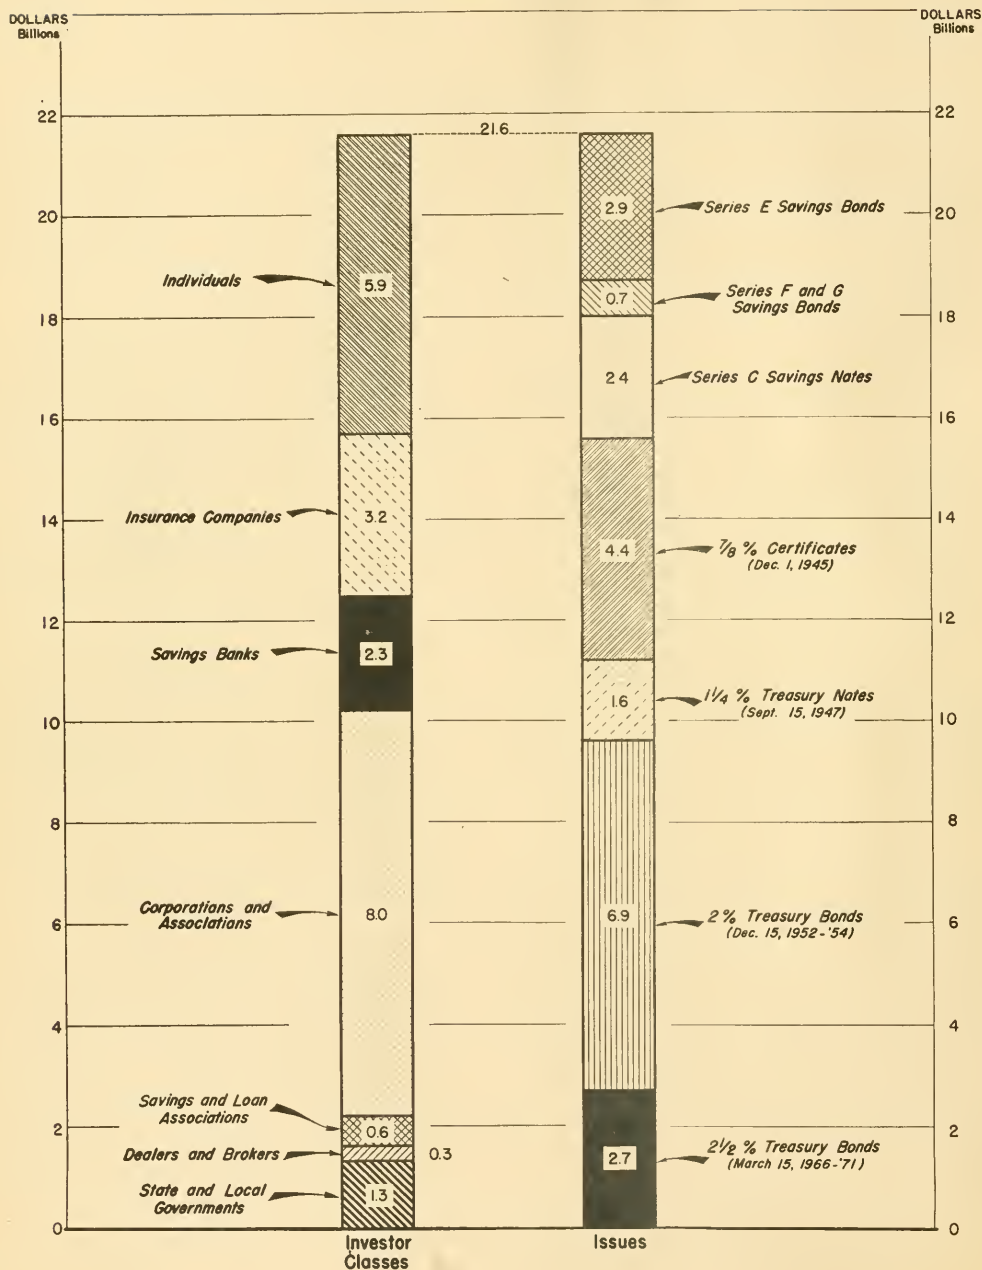 DOLLARS
Billions
DOLLARS
Billions
22
20
18
16
14
12
10
8
6
4
2
0
22
20
18
16
14
12
10
8
6
4
2
0
21.6
Individuals
5.9
Insurance Companies
3.2
Savings Banks
2.3
Corporations and
Associations
8.0
Savings and Loan
Associations
0.6
Dealers and Brokers
0.3
State and Local
Governments
1.3
Investor
Classes
2.9
Series E Savings Bonds
0.7
Series F and G
Savings Bonds
2.4
Series C Savings Notes
4.4
7/8 % Certificates
(Dec. 1, 1945)
1.6
1 1/4 % Treasury Notes
(Sept. 15, 1947)
6.9
2 % Treasury Bonds
(Dec. 15, 1952-'54)
2.7
2 1/2 % Treasury Bonds
(March 15, 1966-'71)
Issues